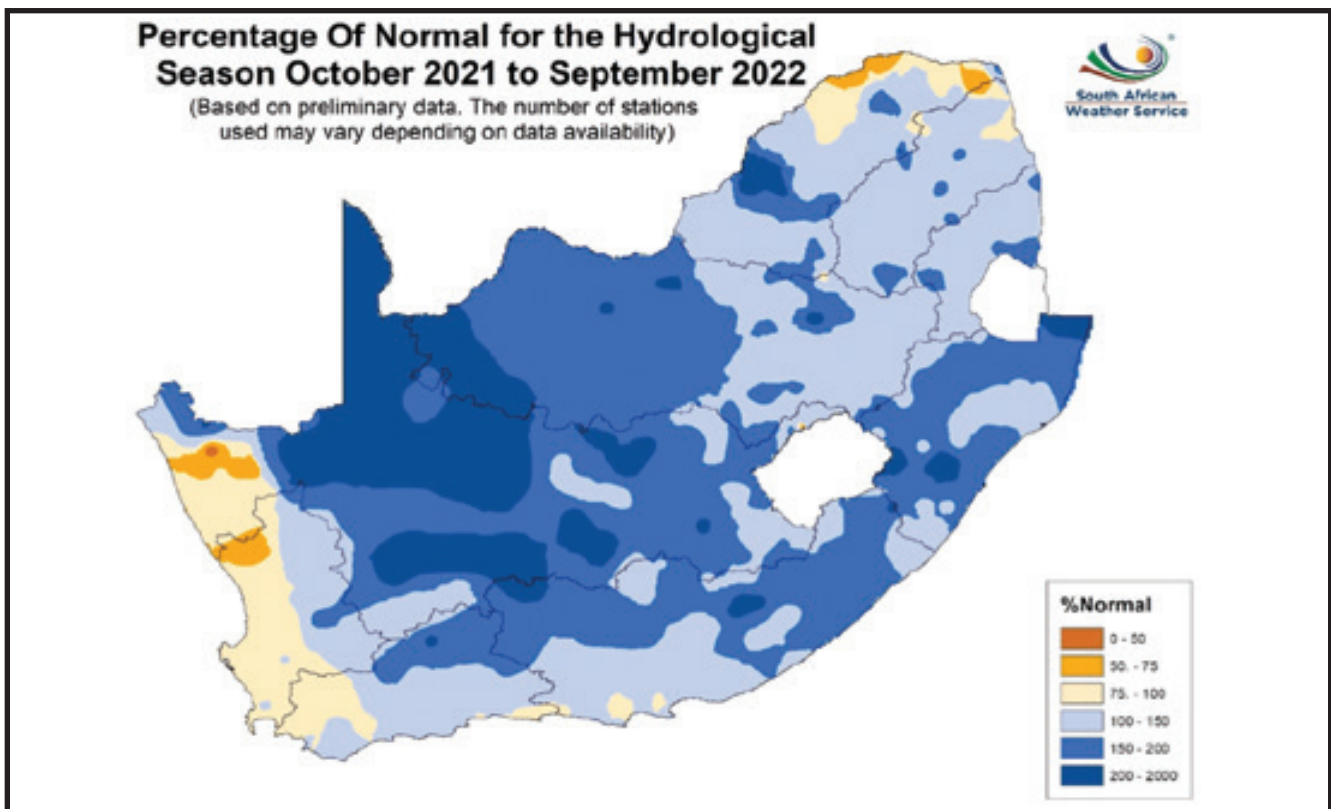 Percentage Of Normal for the Hydrological
Season October 2021 to September 2022
(Based on preliminary data. The number of stations
used may vary depending on data availability)
South African
Weather Service
%Normal
0 - 50
50. - 75
75. - 100
100 - 150
150 - 200
200 - 2000